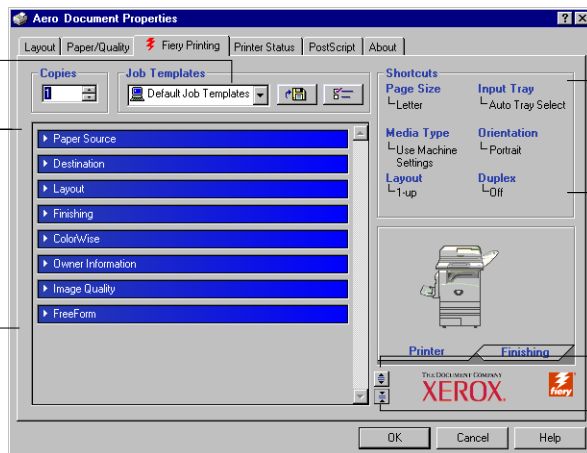 Aero Document Properties
Layout Paper/Quality Fiery Printing Printer Status PostScript About
Copies
1
Job Templates
Default Job Templates
Paper Source
Destination
Layout
Finishing
ColorWise
Owner Information
Image Quality
FreeForm
Shortcuts
Page Size Input Tray
Letter Auto Tray Select
Media Type Orientation
Use Machine Settings Portrait
Layout Duplex
1-up Off
Printer Finishing
THE DOCUMENT COMPANY
XEROX.
fiery
OK Cancel Help